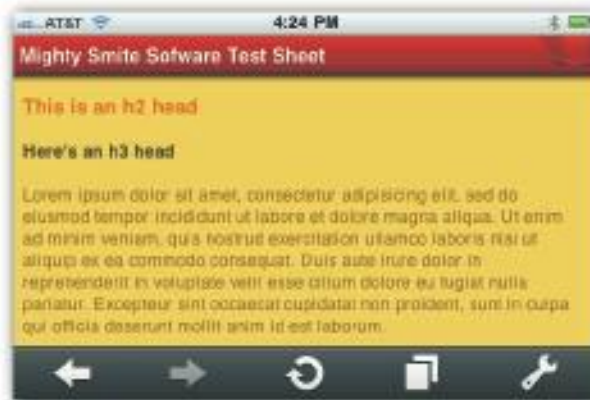 AT&T 4:24 PM
Mighty Smite Sofware Test Sheet
This is an h2 head
Here's an h3 head
Lorem ipsum dolor sit amet, consectetur adipisicing elit, sed do
eiusmod tempor incididunt ut labore et dolore magna aliqua. Ut enim
ad minim veniam, quis nostrud exercitation ullamco laboris nisi ut
aliquip ex ea commodo consequat. Duis aute irure dolor in
reprehenderit in voluptate velit esse cillum dolore eu fugiat nulla
pariatur. Excepteur sint occaecat cupidatat non proident, sunt in culpa
qui officia deserunt mollit anim id est laborum.